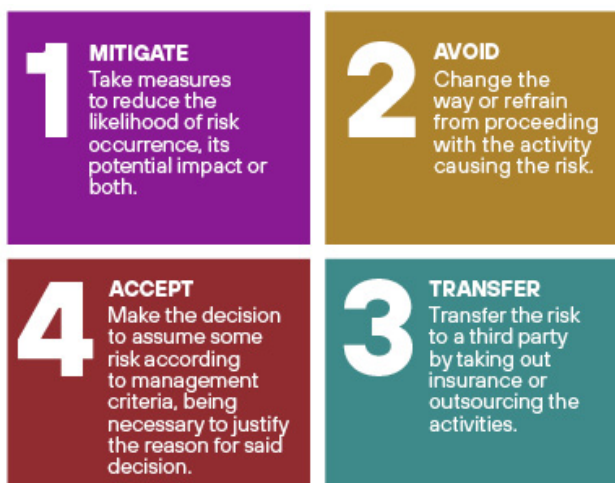 1
MITIGATE
Take measures
to reduce the
likelihood of risk
occurrence, its
potential impact or
both.
2
AVOID
Change the
way or refrain
from proceeding
with the activity
causing the risk.
4
ACCEPT
Make the decision
to assume some
risk according
to management
criteria, being
necessary to justify
the reason for said
decision.
3
TRANSFER
Transfer the risk
to a third party
by taking out
insurance or
outsourcing the
activities.